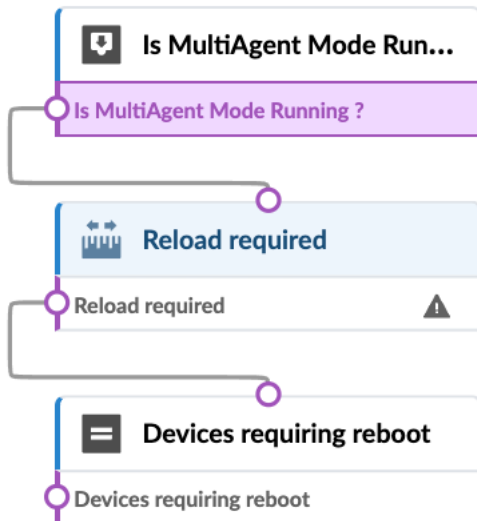 Is MultiAgent Mode Run...
Is MultiAgent Mode Running ?
Reload required
Reload required
Devices requiring reboot
Devices requiring reboot